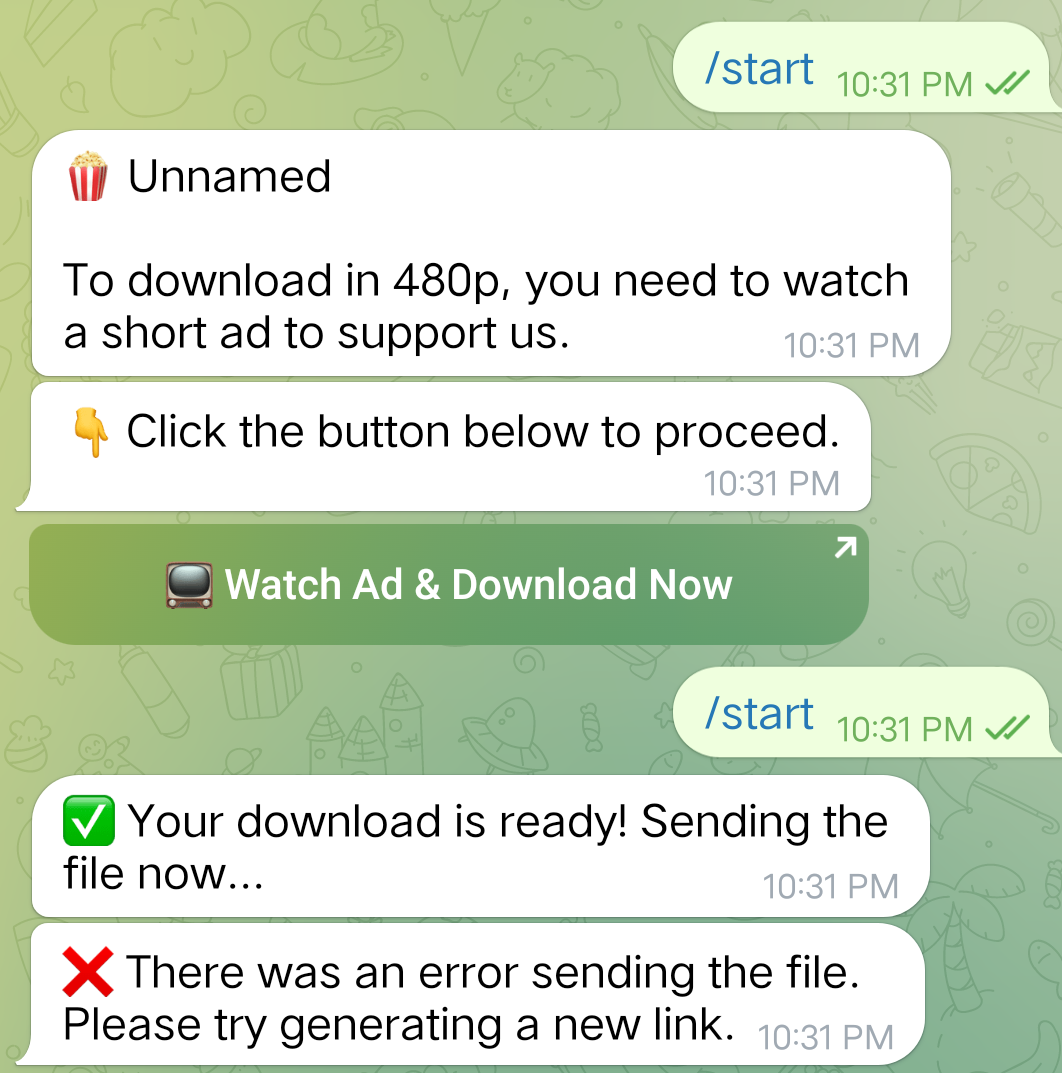 /start 10:31 PM
🍿 Unnamed
To download in 480p, you need to watch
a short ad to support us. 10:31 PM
👇 Click the button below to proceed.
10:31 PM
📺 Watch Ad & Download Now
/start 10:31 PM
✅ Your download is ready! Sending the
file now... 10:31 PM
❌ There was an error sending the file.
Please try generating a new link. 10:31 PM